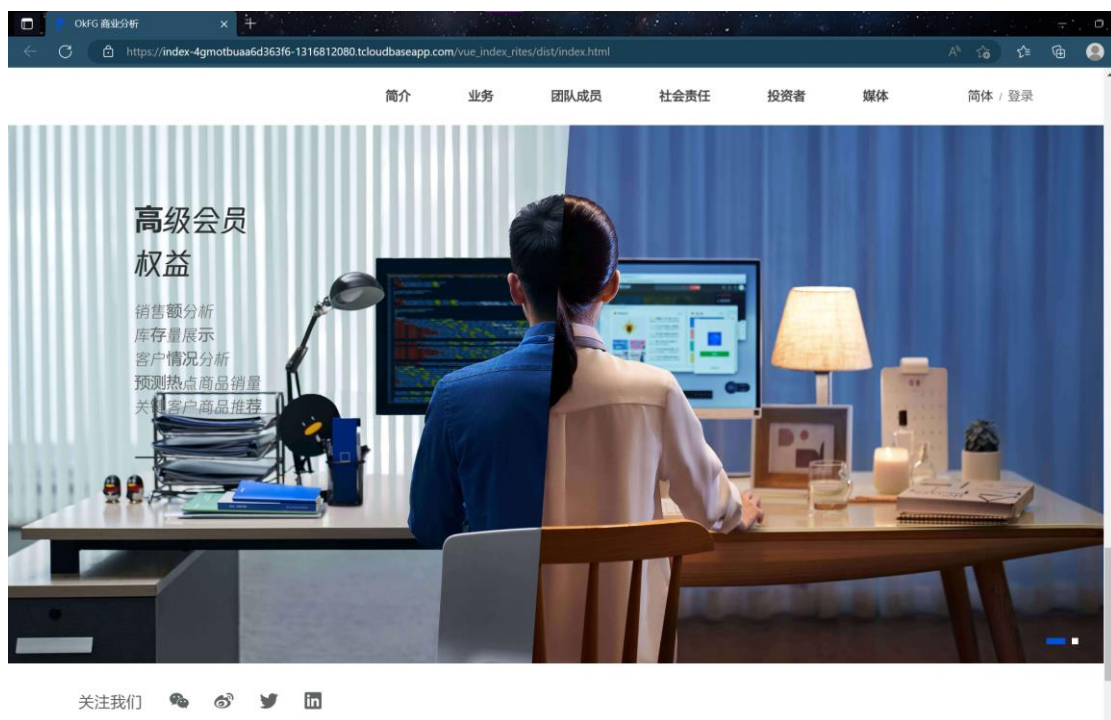 OkFG 商业分析
https://index-4gmotbuaa6d363f6-1316812080.tcloudbaseapp.com/vue_index_rites/dist/index.html
简介 业务 团队成员 社会责任 投资者 媒体 简体 / 登录
高级会员
权益
销售额分析
库存量展示
客户情况分析
预测热点商品销量
关键客户商品推荐
关注我们